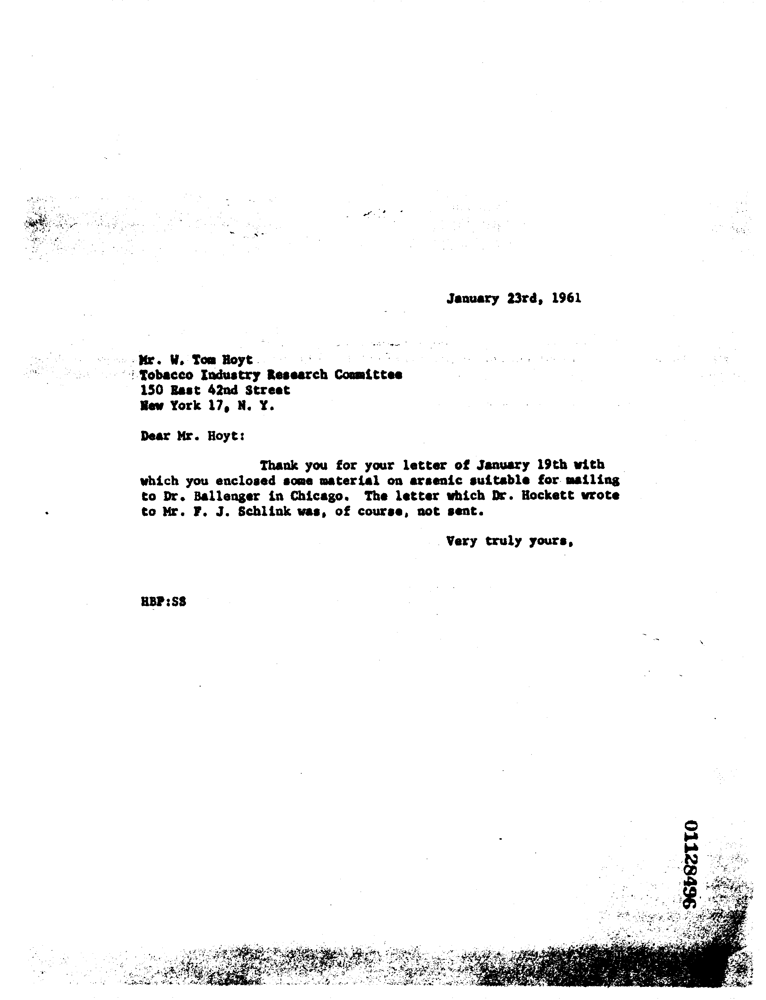 January 23rd, 1961
Mr. W. Tom Hoyt
Tobacco Industry Research Committee
150 East 42nd Street
New York 17, N. Y.
Dear Mr. Hoyt:
Thank you for your letter of January 19th with
which you enclosed some material on arsenic suitable for mailing
to Dr. Ballenger in Chicago. The letter which Dr. Hockett wrote
to Mr. F. J. Schlink was, of course, not sent.
Very truly yours,
HBP:SS
01128496